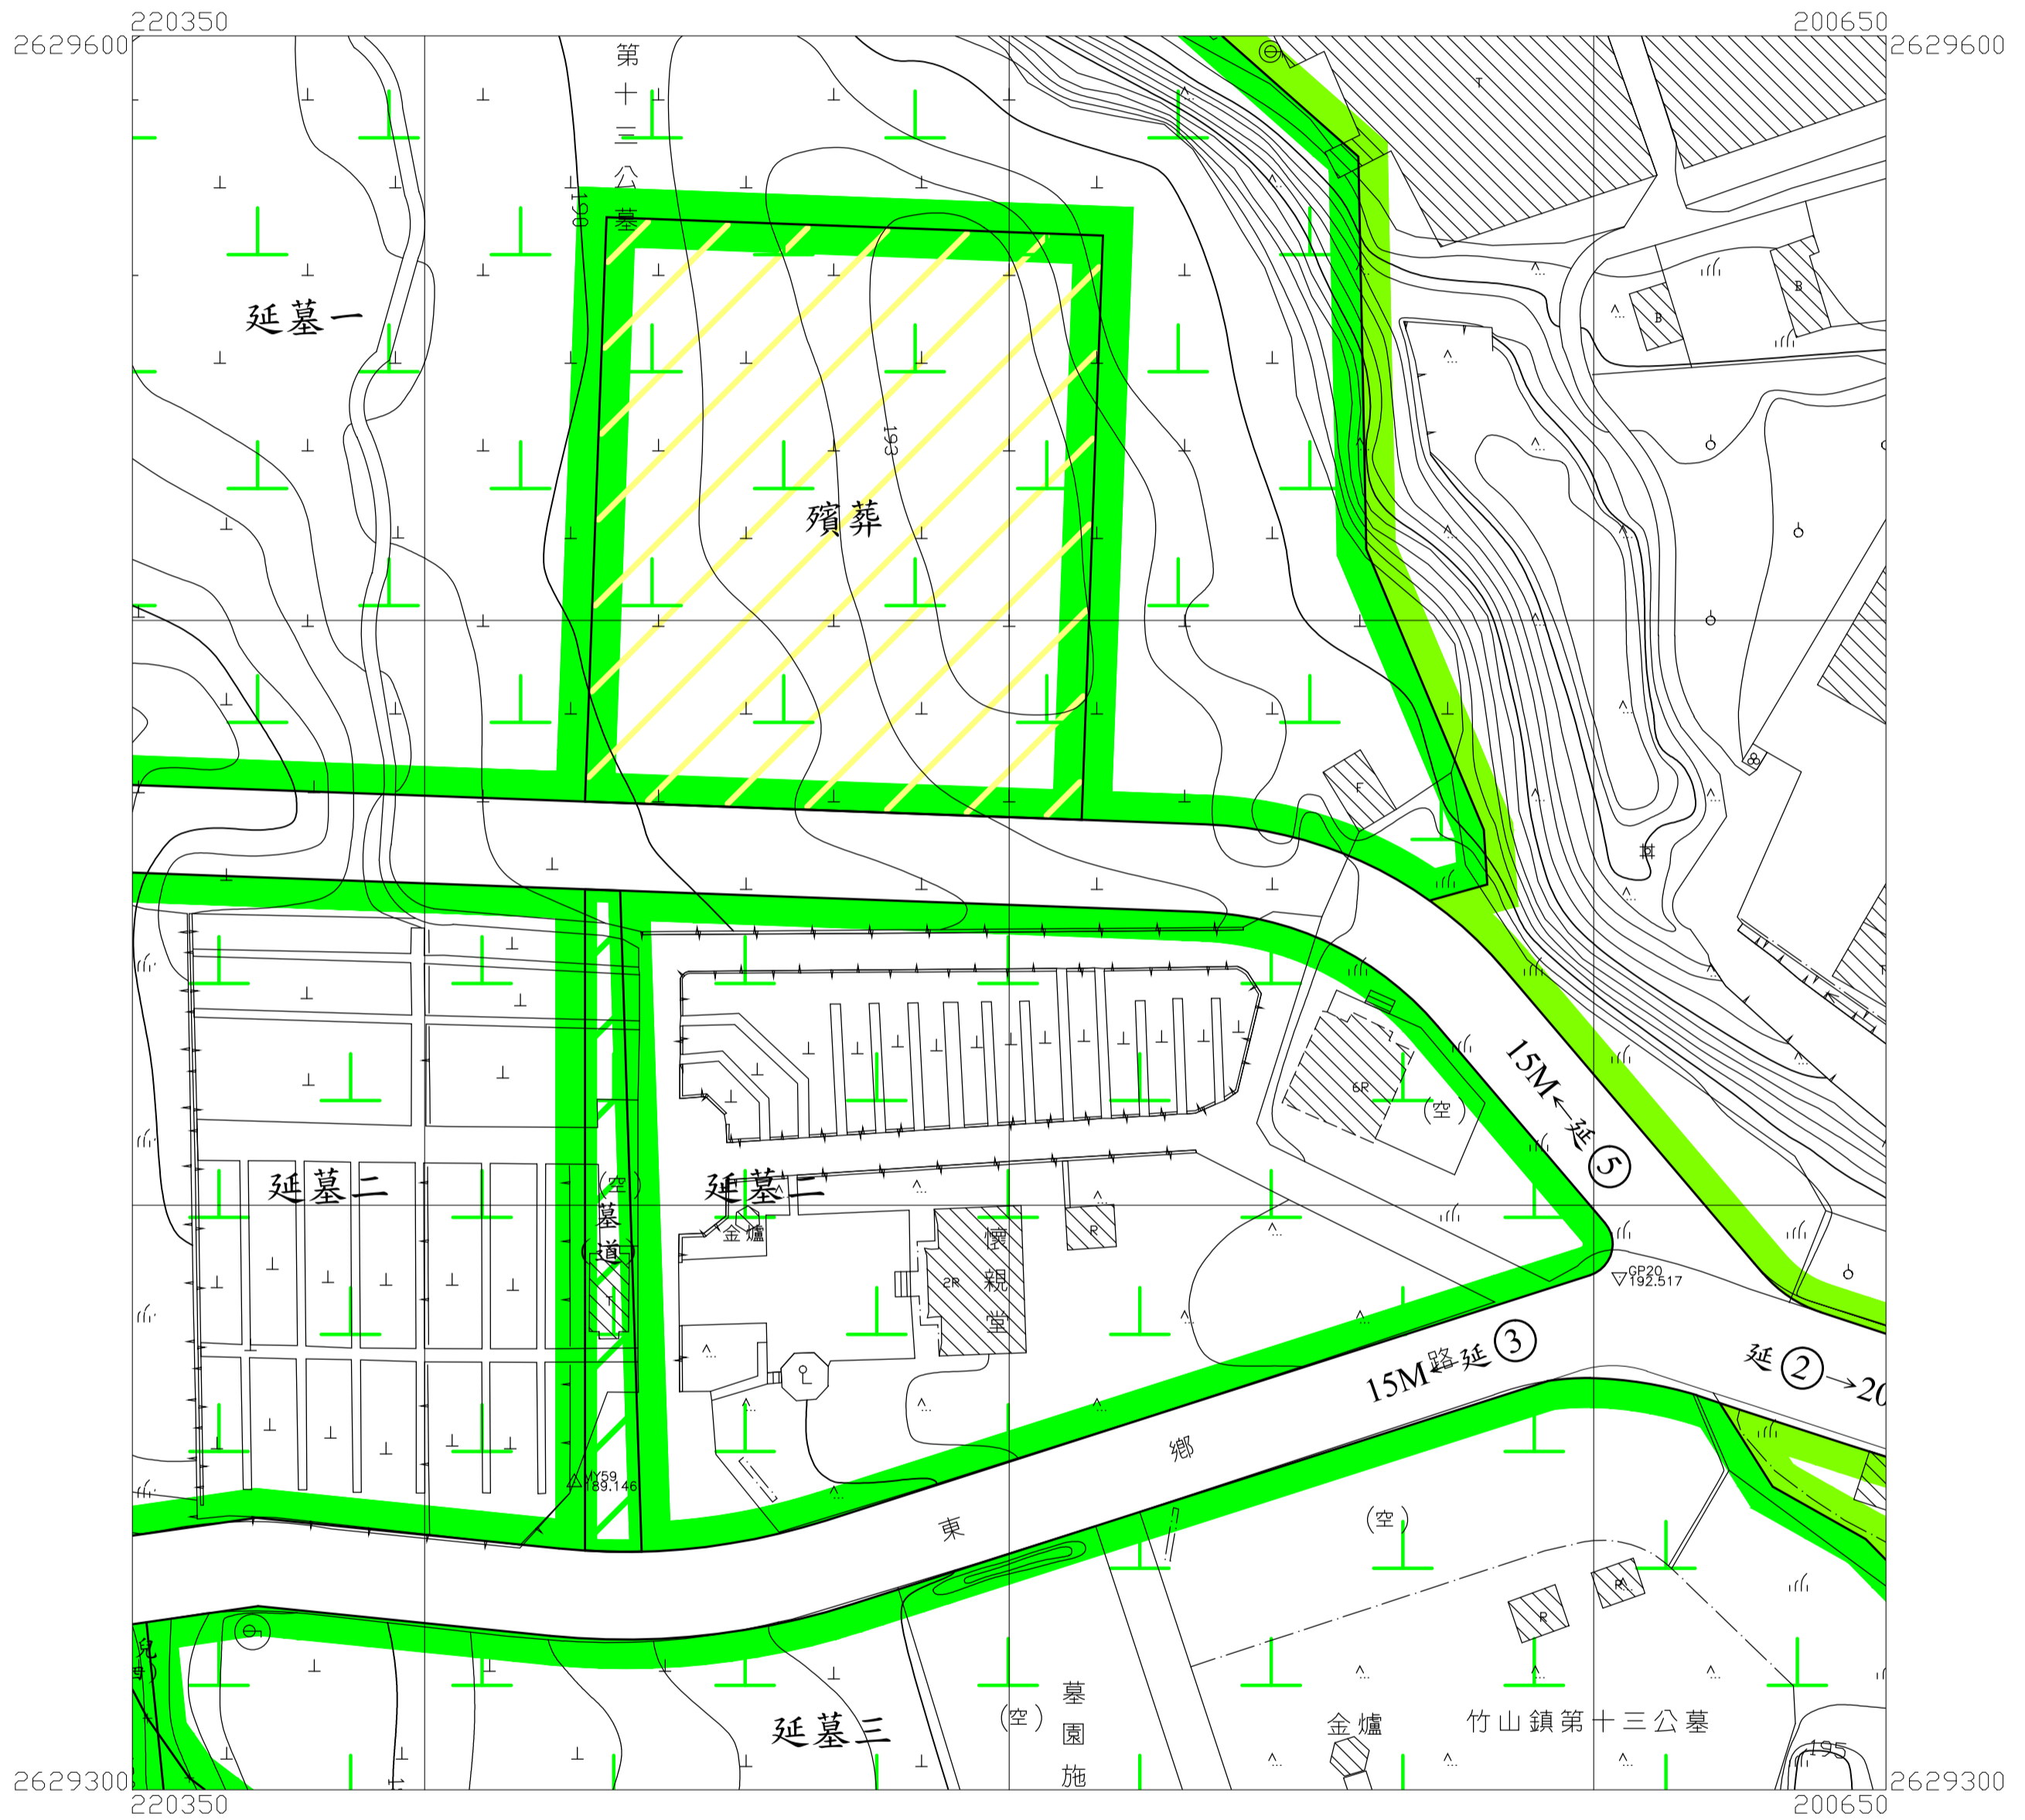 220350
200650
2629600
2629600
第十三公墓
T
190
延墓一
B
B
193
殯葬
F
6R
(空)
15M←延⑤
延墓二
延墓二
(空)
墓
(道)
T
金爐
2R
懷親堂
R
GP20
192.517
15M←延③
路
延②→20
鄉
東
MY59
189.146
(空)
R
R
兒
延墓三
(空)
墓園施
金爐
竹山鎮第十三公墓
195
2629300
2629300
220350
200650